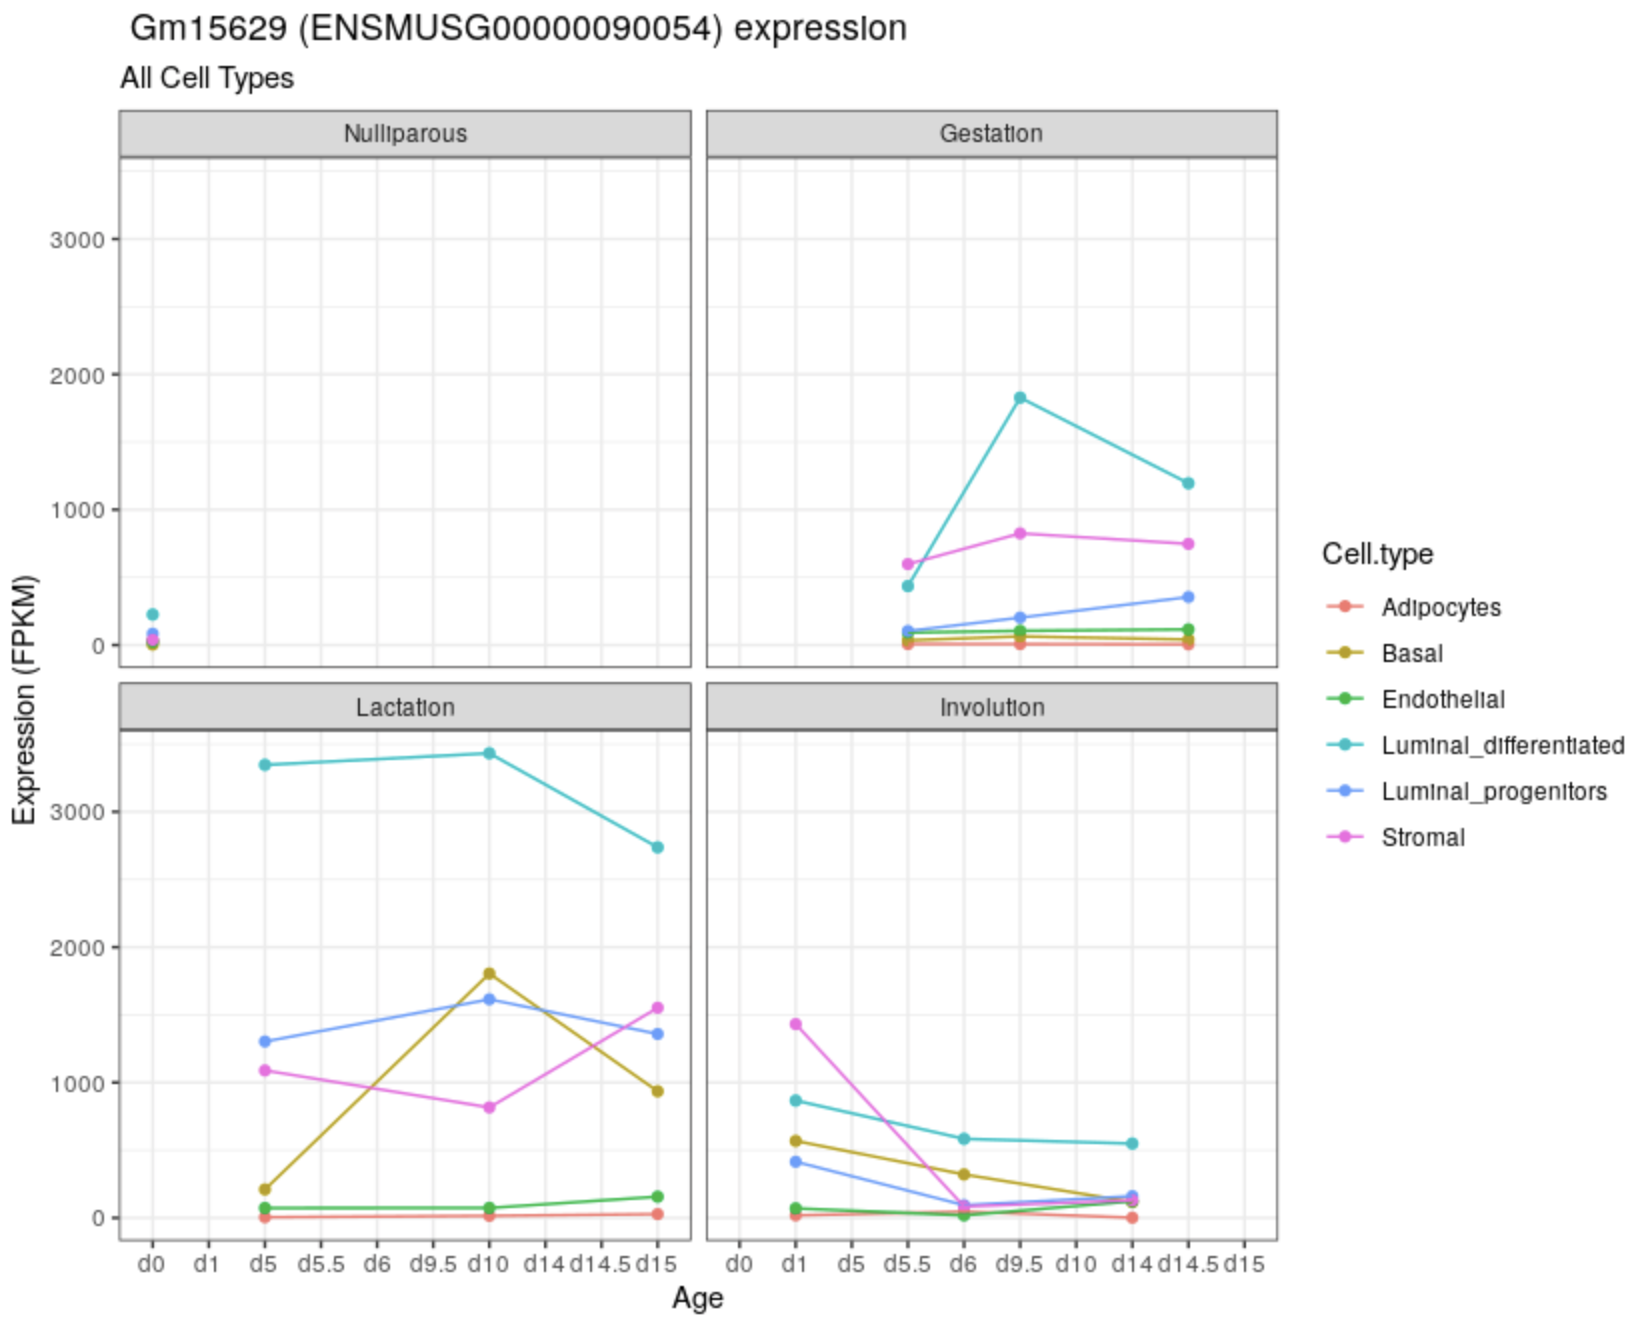 Gm15629 (ENSMUSG00000090054) expression
All Cell Types
Nulliparous
Gestation
3000
2000
1000
0
Lactation
Involution
3000
2000
1000
0
d0 d1 d5 d5.5 d6 d9.5 d10 d14 d14.5 d15
d0 d1 d5 d5.5 d6 d9.5 d10 d14 d14.5 d15
Age
Expression (FPKM)
Cell.type
Adipocytes
Basal
Endothelial
Luminal_differentiated
Luminal_progenitors
Stromal